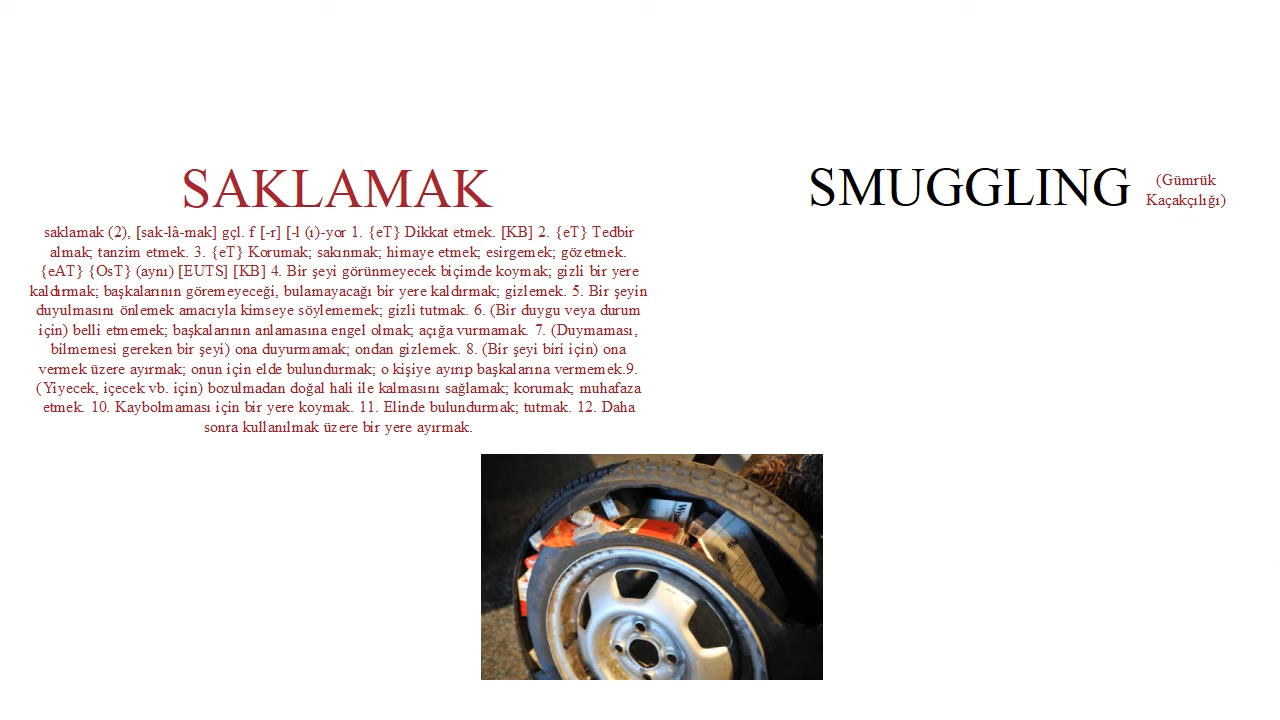 SAKLAMAK
saklamak (2), [sak-lâ-mak] gçl. f [-r] [-l (ı)-yor 1. {eT} Dikkat etmek. [KB] 2. {eT} Tedbir
almak; tanzim etmek. 3. {eT} Korumak; sakınmak; himaye etmek; esirgemek; gözetmek.
{eAT} {OsT} (aynı) [EUTS] [KB] 4. Bir şeyi görünmeyecek biçimde koymak; gizli bir yere
kaldırmak; başkalarının göremeyeceği, bulamayacağı bir yere kaldırmak; gizlemek. 5. Bir şeyin
duyulmasını önlemek amacıyla kimseye söylememek; gizli tutmak. 6. (Bir duygu veya durum
için) belli etmemek; başkalarının anlamasına engel olmak; açığa vurmamak. 7. (Duymaması,
bilmemesi gereken bir şeyi) ona duyurmamak; ondan gizlemek. 8. (Bir şeyi biri için) ona
vermek üzere ayırmak; onun için elde bulundurmak; o kişiye ayırıp başkalarına vermemek.9.
(Yiyecek, içecek vb. için) bozulmadan doğal hali ile kalmasını sağlamak; korumak; muhafaza
etmek. 10. Kaybolmaması için bir yere koymak. 11. Elinde bulundurmak; tutmak. 12. Daha
sonra kullanılmak üzere bir yere ayırmak.
SMUGGLING
(Gümrük
Kaçakçılığı)